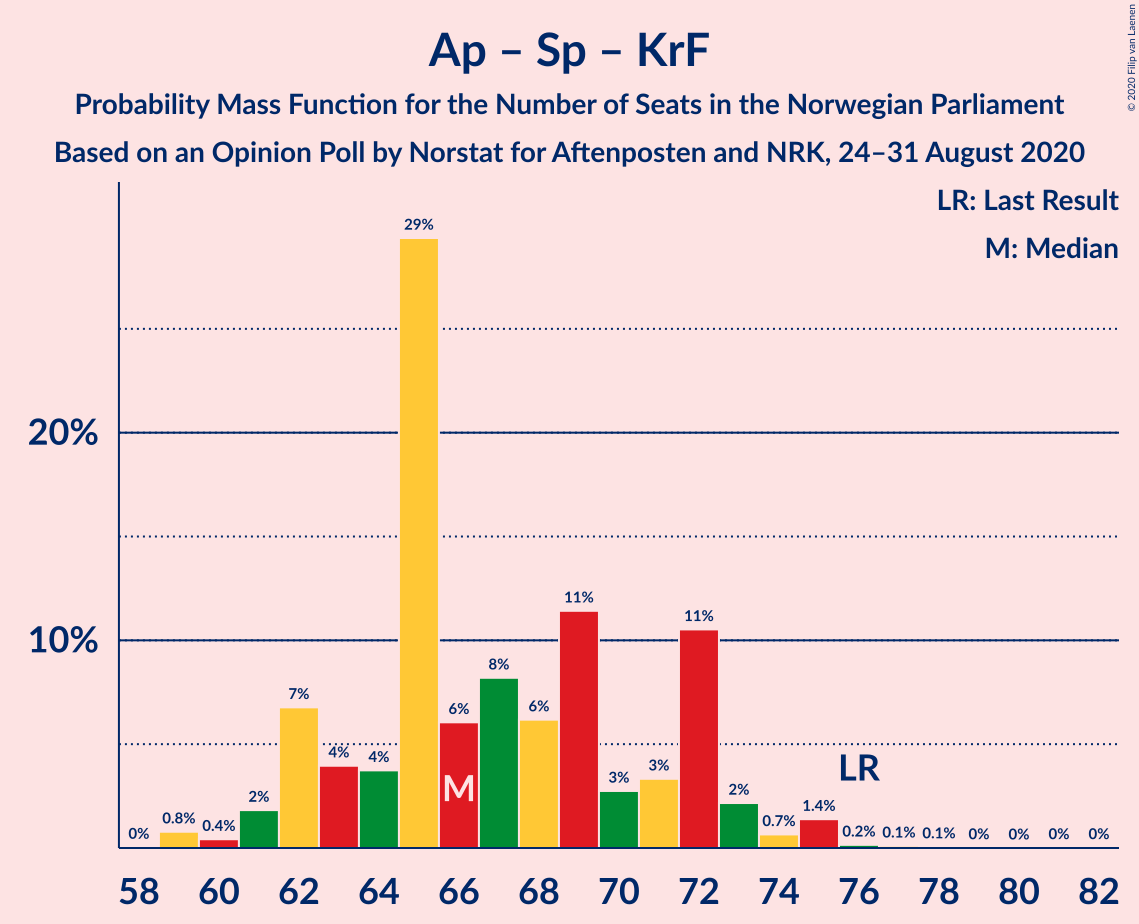 Ap – Sp – KrF
Probability Mass Function for the Number of Seats in the Norwegian Parliament
Based on an Opinion Poll by Norstat for Aftenposten and NRK, 24–31 August 2020
© 2020 Filip van Laenen
LR: Last Result
M: Median
20%
10%
0% 0.8% 0.4% 2% 7% 4% 4% 29% 6% 8% 6% 11% 3% 3% 11% 2% 0.7% 1.4% 0.2% 0.1% 0.1% 0% 0% 0% 0%
M
LR
58 60 62 64 66 68 70 72 74 76 78 80 82